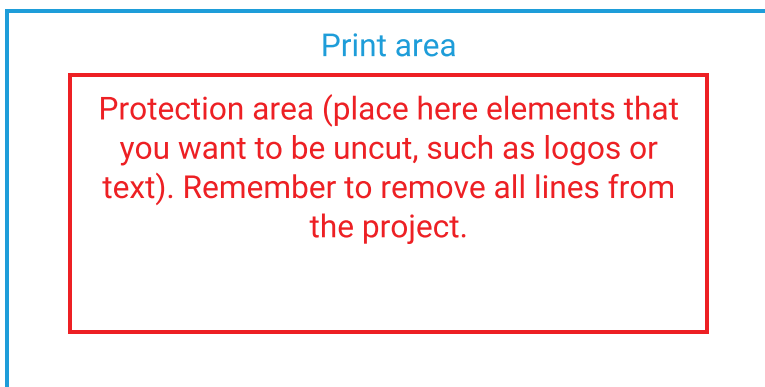 Print area
Protection area (place here elements that
you want to be uncut, such as logos or
text). Remember to remove all lines from
the project.